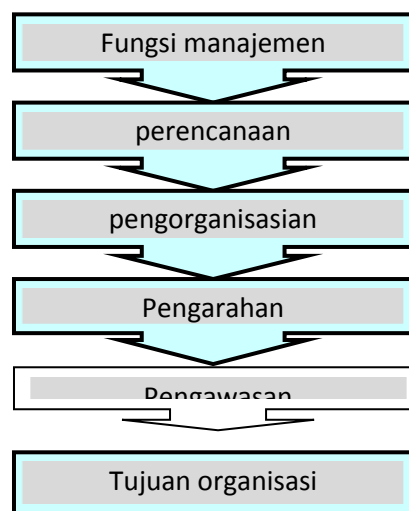 Fungsi manajemen
perencanaan
pengorganisasian
Pengarahan
Pengawasan
Tujuan organisasi